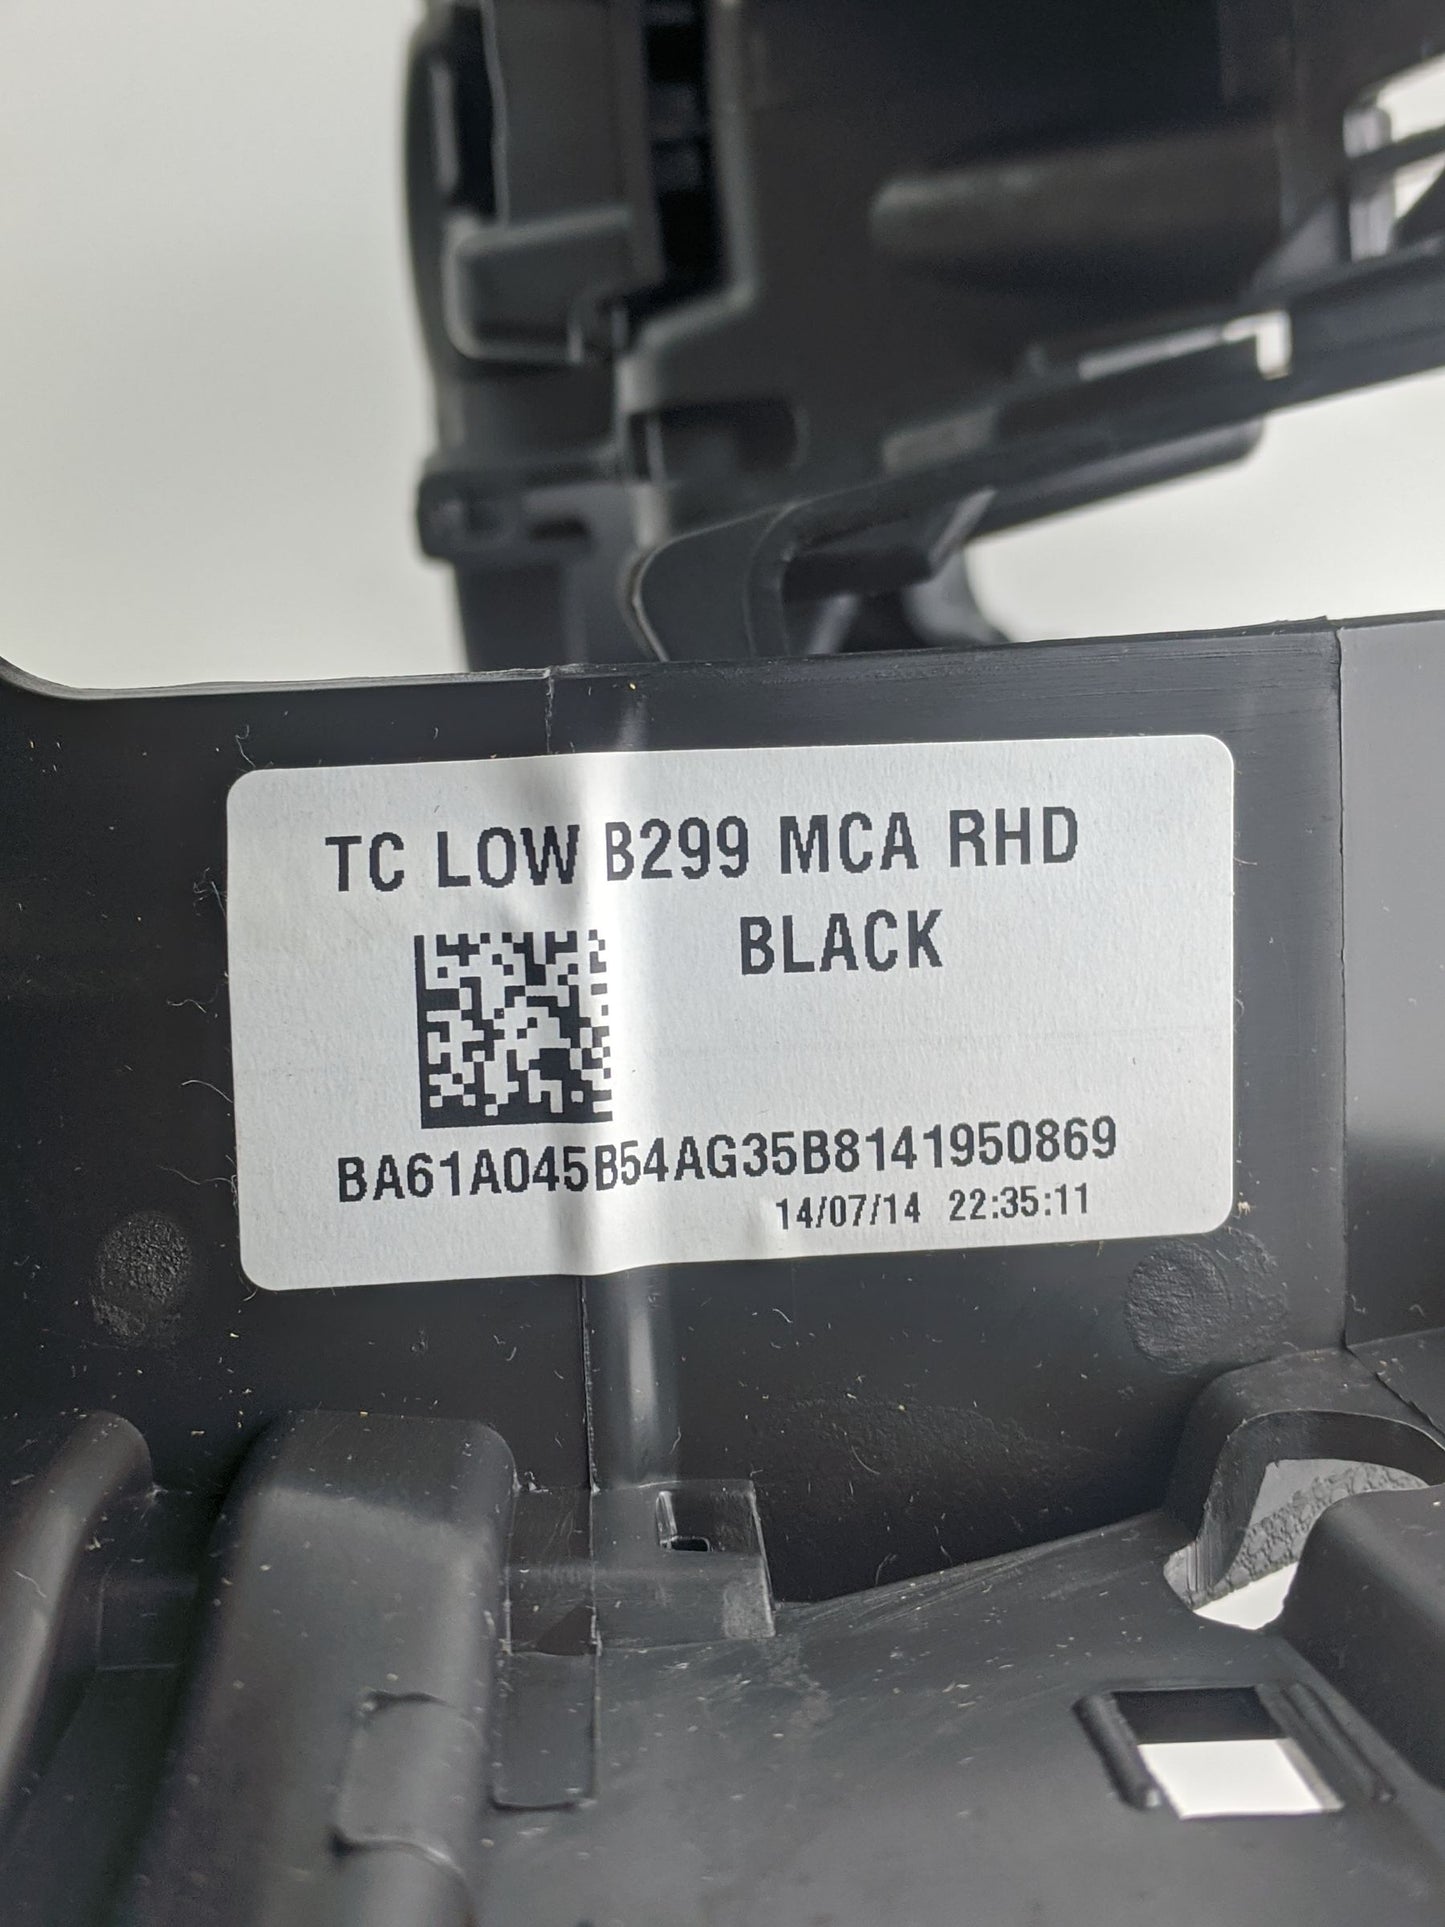 TC LOW B299 MCA RHD
BLACK
BA61A045B54AG35B8141950869
14/07/14 22:35:11